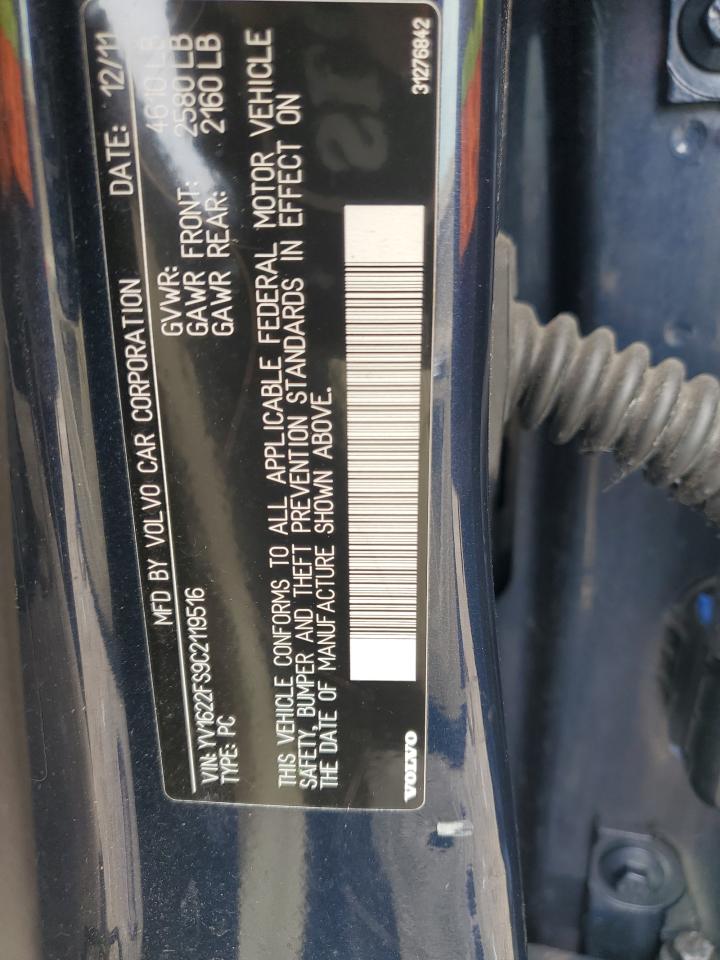 MFD BY VOLVO CAR CORPORATION DATE: 12/11
GVWR: 4610 LB
GAWR FRONT: 2580 LB
GAWR REAR: 2160 LB
VIN: YV1622FS9C2119516
TYPE: PC
THIS VEHICLE CONFORMS TO ALL APPLICABLE FEDERAL MOTOR VEHICLE
SAFETY, BUMPER AND THEFT PREVENTION STANDARDS IN EFFECT ON
THE DATE OF MANUFACTURE SHOWN ABOVE.
VOLVO
31276842